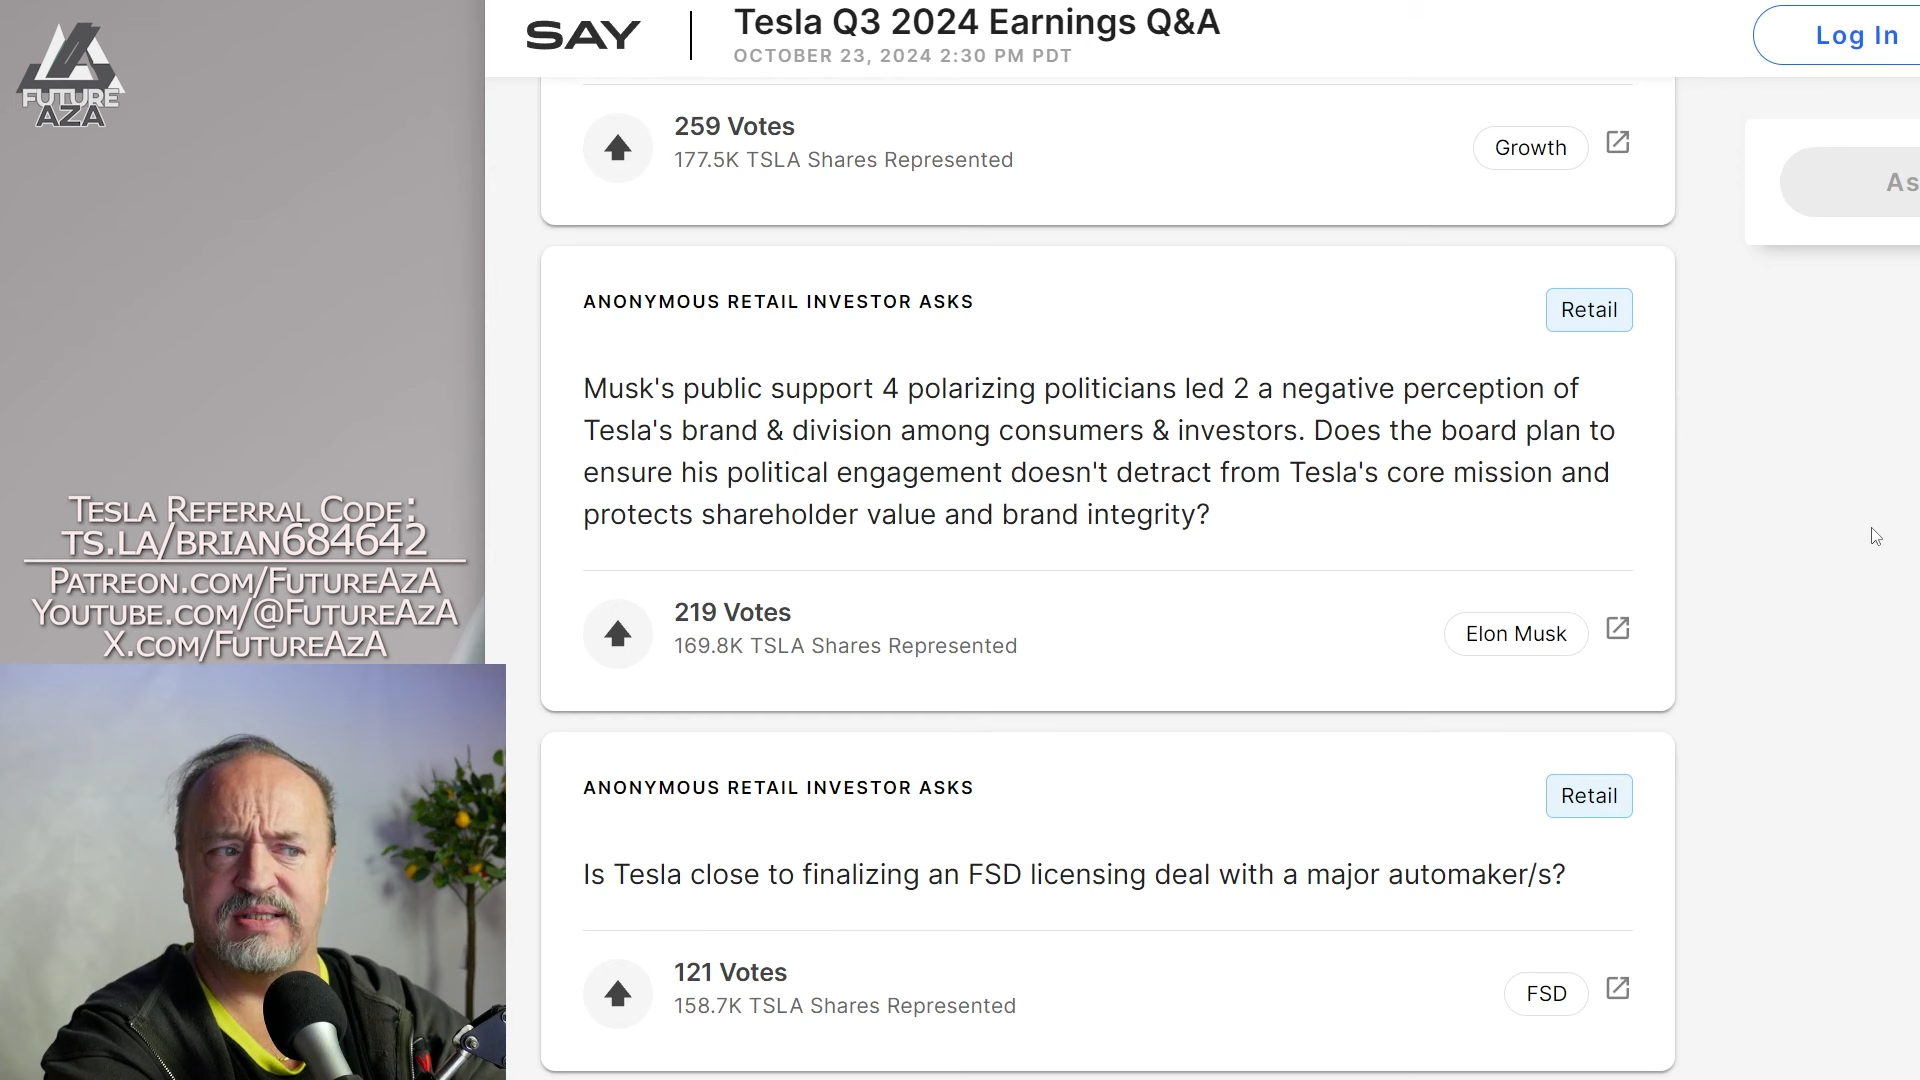 FUTURE
AZA
SAY
Tesla Q3 2024 Earnings Q&A
OCTOBER 23, 2024 2:30 PM PDT
Log In
259 Votes
177.5K TSLA Shares Represented
Growth
As
ANONYMOUS RETAIL INVESTOR ASKS
Retail
Musk's public support 4 polarizing politicians led 2 a negative perception of
Tesla's brand & division among consumers & investors. Does the board plan to
ensure his political engagement doesn't detract from Tesla's core mission and
protects shareholder value and brand integrity?
219 Votes
169.8K TSLA Shares Represented
Elon Musk
Tesla Referral Code:
ts.la/brian684642
Patreon.com/FutureAzA
Youtube.com/@FutureAzA
X.com/FutureAzA
ANONYMOUS RETAIL INVESTOR ASKS
Retail
Is Tesla close to finalizing an FSD licensing deal with a major automaker/s?
121 Votes
158.7K TSLA Shares Represented
FSD